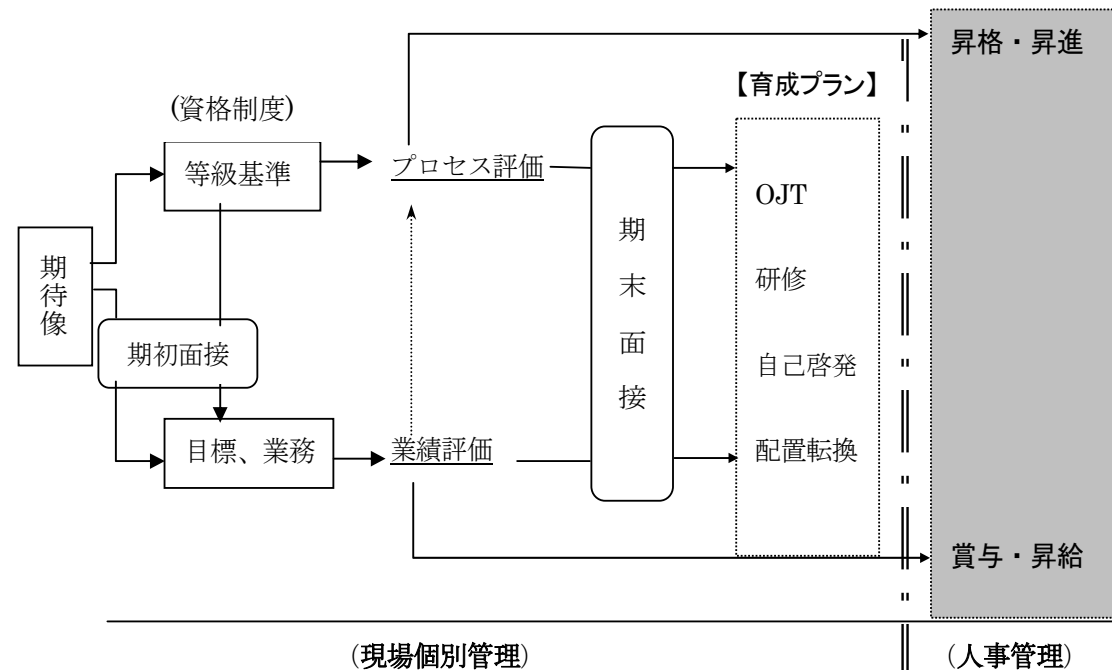 昇格・昇進
【育成プラン】
(資格制度)
等級基準
プロセス評価
期待像
期初面接
期末面接
OJT
研修
自己啓発
配置転換
目標、業務
業績評価
賞与・昇給
(現場個別管理)
(人事管理)